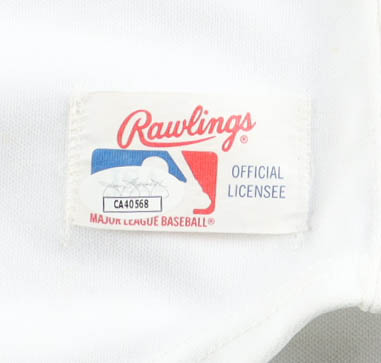 Rawlings®
OFFICIAL
LICENSEE
CA40568
MAJOR LEAGUE BASEBALL®